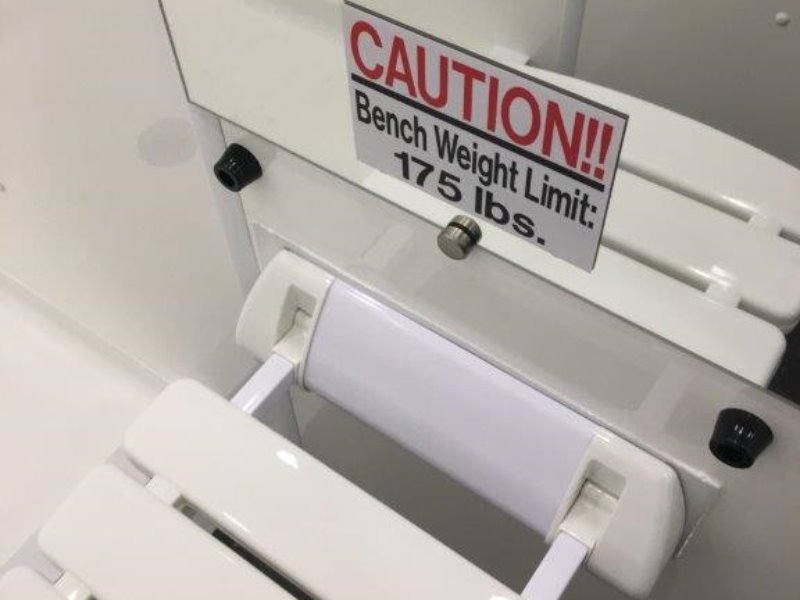 CAUTION!!
Bench Weight Limit:
175 lbs.